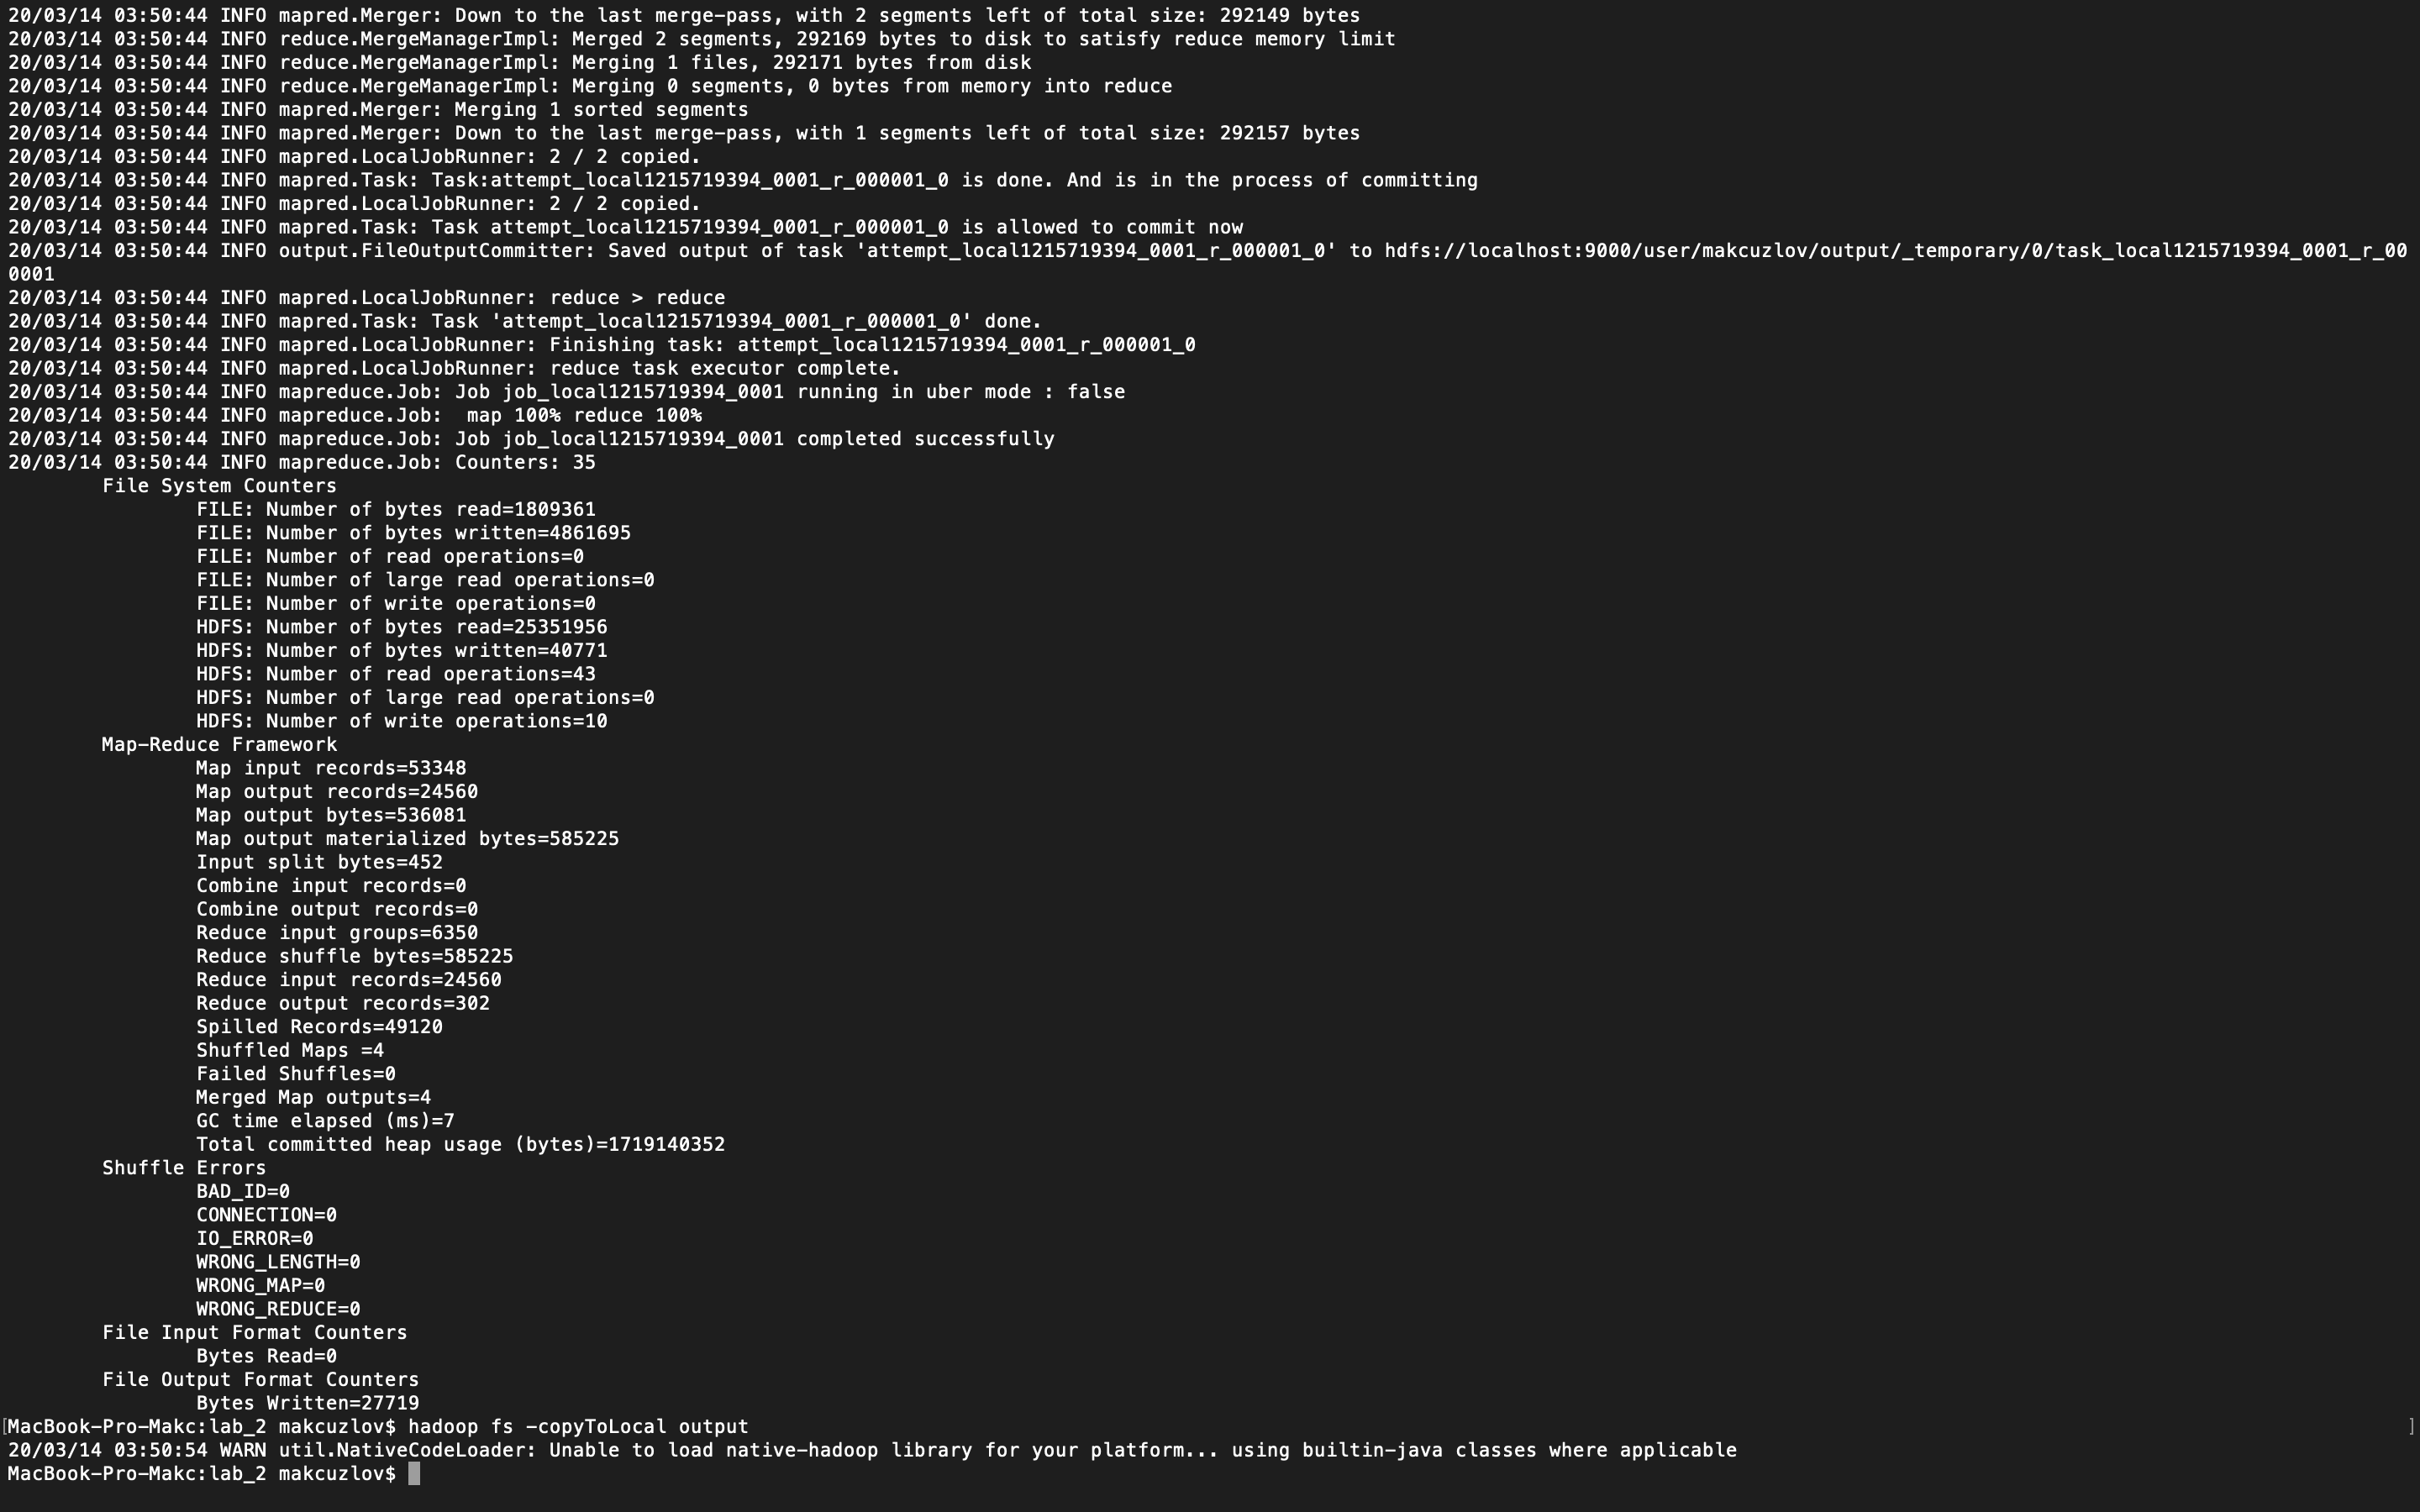 20/03/14 03:50:44 INFO mapred.Merger: Down to the last merge-pass, with 2 segments left of total size: 292149 bytes
20/03/14 03:50:44 INFO reduce.MergeManagerImpl: Merged 2 segments, 292169 bytes to disk to satisfy reduce memory limit
20/03/14 03:50:44 INFO reduce.MergeManagerImpl: Merging 1 files, 292171 bytes from disk
20/03/14 03:50:44 INFO reduce.MergeManagerImpl: Merging 0 segments, 0 bytes from memory into reduce
20/03/14 03:50:44 INFO mapred.Merger: Merging 1 sorted segments
20/03/14 03:50:44 INFO mapred.Merger: Down to the last merge-pass, with 1 segments left of total size: 292157 bytes
20/03/14 03:50:44 INFO mapred.LocalJobRunner: 2 / 2 copied.
20/03/14 03:50:44 INFO mapred.Task: Task:attempt_local1215719394_0001_r_000001_0 is done. And is in the process of committing
20/03/14 03:50:44 INFO mapred.LocalJobRunner: 2 / 2 copied.
20/03/14 03:50:44 INFO mapred.Task: Task attempt_local1215719394_0001_r_000001_0 is allowed to commit now
20/03/14 03:50:44 INFO output.FileOutputCommitter: Saved output of task 'attempt_local1215719394_0001_r_000001_0' to hdfs://localhost:9000/user/makcuzlov/output/_temporary/0/task_local1215719394_0001_r_00
0001
20/03/14 03:50:44 INFO mapred.LocalJobRunner: reduce > reduce
20/03/14 03:50:44 INFO mapred.Task: Task 'attempt_local1215719394_0001_r_000001_0' done.
20/03/14 03:50:44 INFO mapred.LocalJobRunner: Finishing task: attempt_local1215719394_0001_r_000001_0
20/03/14 03:50:44 INFO mapred.LocalJobRunner: reduce task executor complete.
20/03/14 03:50:44 INFO mapreduce.Job: Job job_local1215719394_0001 running in uber mode : false
20/03/14 03:50:44 INFO mapreduce.Job:  map 100% reduce 100%
20/03/14 03:50:44 INFO mapreduce.Job: Job job_local1215719394_0001 completed successfully
20/03/14 03:50:44 INFO mapreduce.Job: Counters: 35
File System Counters
FILE: Number of bytes read=1809361
FILE: Number of bytes written=4861695
FILE: Number of read operations=0
FILE: Number of large read operations=0
FILE: Number of write operations=0
HDFS: Number of bytes read=25351956
HDFS: Number of bytes written=40771
HDFS: Number of read operations=43
HDFS: Number of large read operations=0
HDFS: Number of write operations=10
Map-Reduce Framework
Map input records=53348
Map output records=24560
Map output bytes=536081
Map output materialized bytes=585225
Input split bytes=452
Combine input records=0
Combine output records=0
Reduce input groups=6350
Reduce shuffle bytes=585225
Reduce input records=24560
Reduce output records=302
Spilled Records=49120
Shuffled Maps =4
Failed Shuffles=0
Merged Map outputs=4
GC time elapsed (ms)=7
Total committed heap usage (bytes)=1719140352
Shuffle Errors
BAD_ID=0
CONNECTION=0
IO_ERROR=0
WRONG_LENGTH=0
WRONG_MAP=0
WRONG_REDUCE=0
File Input Format Counters
Bytes Read=0
File Output Format Counters
Bytes Written=27719
[MacBook-Pro-Makc:lab_2 makcuzlov$ hadoop fs -copyToLocal output ]
20/03/14 03:50:54 WARN util.NativeCodeLoader: Unable to load native-hadoop library for your platform... using builtin-java classes where applicable
MacBook-Pro-Makc:lab_2 makcuzlov$